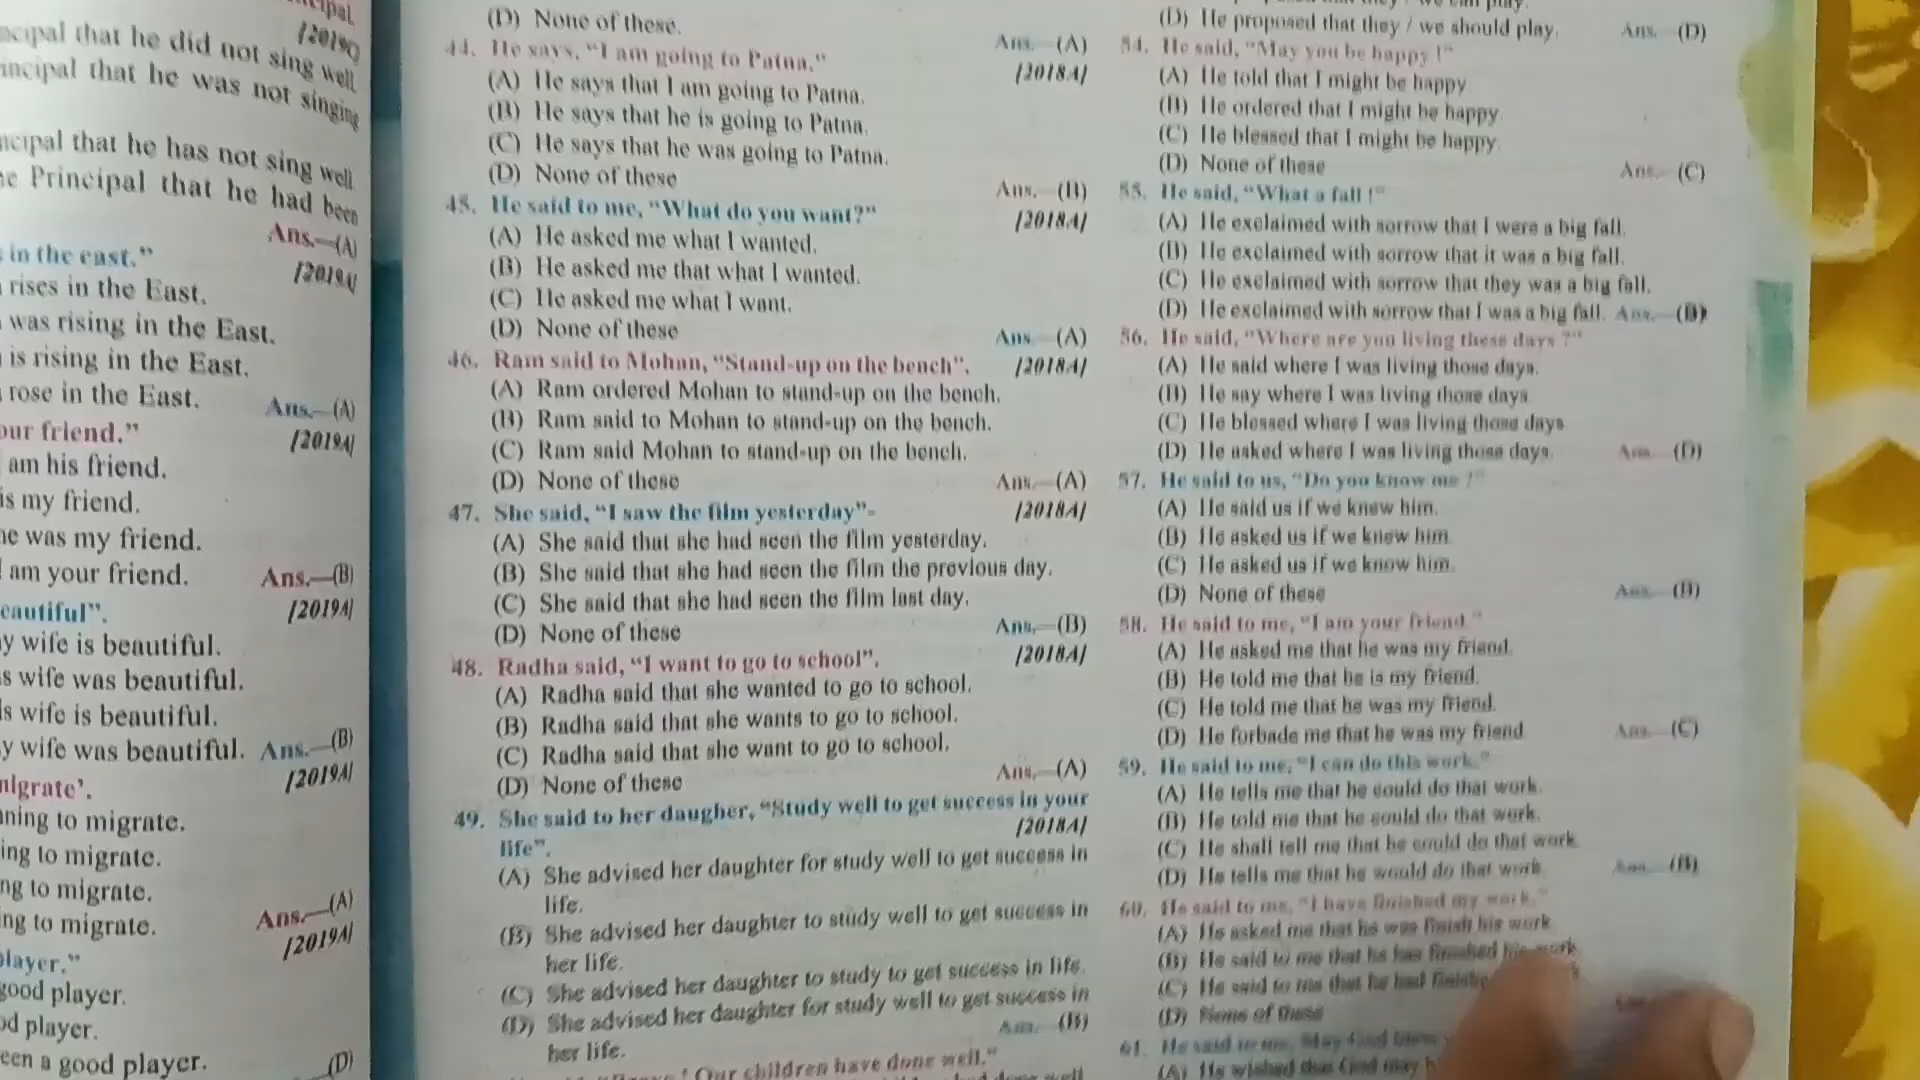 cipal.
[2019C]
ncipal that he did not sing well.
incipal that he was not singing
ncipal that he has not sing well.
e Principal that he had been
Ans.—(A)
in the east.”
[2019A]
rises in the East.
was rising in the East.
is rising in the East.
rose in the East.
Ans.—(A)
our friend.”
[2019A]
am his friend.
is my friend.
he was my friend.
am your friend.
Ans.—(B)
eautiful”.
[2019A]
y wife is beautiful.
s wife was beautiful.
is wife is beautiful.
y wife was beautiful. Ans.—(B)
migrate’.
[2019A]
ning to migrate.
ing to migrate.
ng to migrate.
ing to migrate.
Ans.—(A)
[2019A]
player.”
good player.
od player.
een a good player.
(D)
(D) None of these.
Ans.—(A)
44. He says, “I am going to Patna.” [2018A]
(A) He says that I am going to Patna.
(B) He says that he is going to Patna.
(C) He says that he was going to Patna.
(D) None of these
Ans.—(B)
45. He said to me, “What do you want?” [2018A]
(A) He asked me what I wanted.
(B) He asked me that what I wanted.
(C) He asked me what I want.
(D) None of these
Ans.—(A)
46. Ram said to Mohan, “Stand-up on the bench”. [2018A]
(A) Ram ordered Mohan to stand-up on the bench.
(B) Ram said to Mohan to stand-up on the bench.
(C) Ram said Mohan to stand-up on the bench.
(D) None of these
Ans.—(A)
47. She said, “I saw the film yesterday”- [2018A]
(A) She said that she had seen the film yesterday.
(B) She said that she had seen the film the previous day.
(C) She said that she had seen the film last day.
(D) None of these
Ans.—(B)
48. Radha said, “I want to go to school”. [2018A]
(A) Radha said that she wanted to go to school.
(B) Radha said that she wants to go to school.
(C) Radha said that she want to go to school.
(D) None of these
Ans.—(A)
49. She said to her daugher, “Study well to get success in your
life”. [2018A]
(A) She advised her daughter for study well to get success in
life.
(B) She advised her daughter to study well to get success in
her life.
(C) She advised her daughter to study to get success in life.
(D) She advised her daughter for study well to get success in
her life.
Ans.—(B)
! Our children have done well.”
(D) He proposed that they / we should play.
Ans.—(D)
54. He said, “May you be happy !”
(A) He told that I might be happy
(B) He ordered that I might be happy
(C) He blessed that I might be happy.
(D) None of these
Ans.—(C)
55. He said, “What a fall !”
(A) He exclaimed with sorrow that I were a big fall.
(B) He exclaimed with sorrow that it was a big fall.
(C) He exclaimed with sorrow that they was a big fall.
(D) He exclaimed with sorrow that I was a big fall. Ans.—(B)
56. He said, “Where are you living these days ?”
(A) He said where I was living those days.
(B) He say where I was living those days
(C) He blessed where I was living those days
(D) He asked where I was living those days.
Ans.—(D)
57. He said to us, “Do you know me ?”
(A) He said us if we knew him.
(B) He asked us if we knew him
(C) He asked us if we know him.
(D) None of these
Ans.—(B)
58. He said to me, “I am your friend.”
(A) He asked me that he was my friend.
(B) He told me that he is my friend.
(C) He told me that he was my friend.
(D) He forbade me that he was my friend
Ans.—(C)
59. He said to me, “I can do this work.”
(A) He tells me that he could do that work.
(B) He told me that he could do that work.
(C) He shall tell me that he could do that work
(D) He tells me that he would do that work.
Ans.—(B)
60. He said to me, “I have finished my work.”
(A) He asked me that he was finish his work
(B) He said to me that he has finished his work
(C) He said to me that he had
(D) None of these
61. He said to me,
(A) He wished that God may